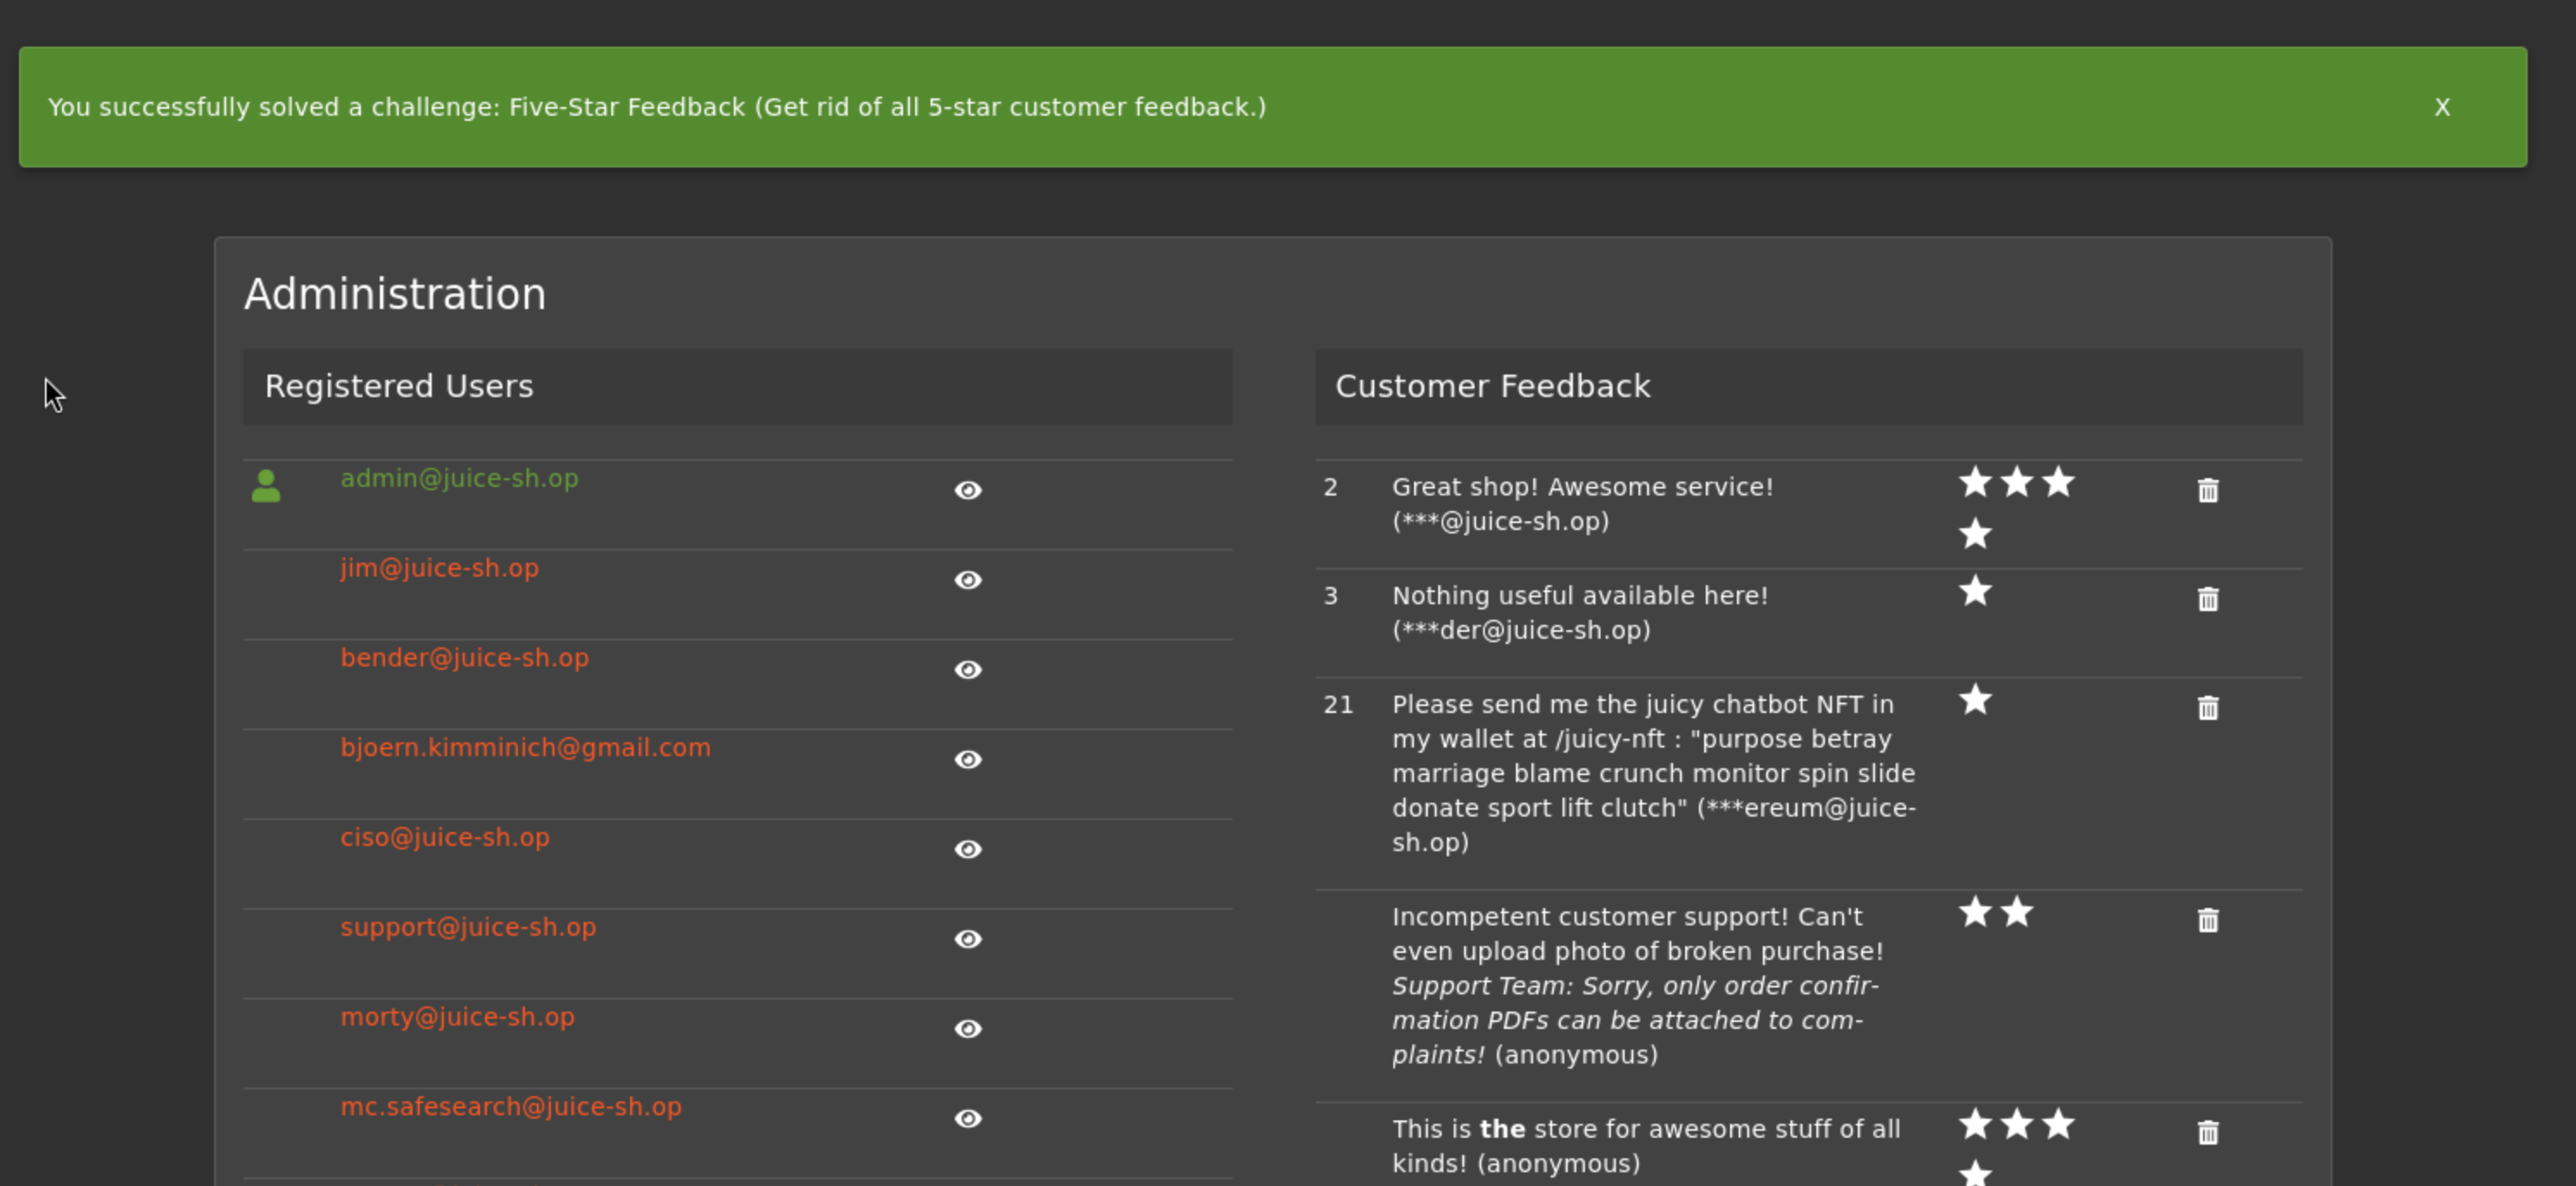 You successfully solved a challenge: Five-Star Feedback (Get rid of all 5-star customer feedback.)
X
Administration
Registered Users
admin@juice-sh.op
jim@juice-sh.op
bender@juice-sh.op
bjoern.kimminich@gmail.com
ciso@juice-sh.op
support@juice-sh.op
morty@juice-sh.op
mc.safesearch@juice-sh.op
Customer Feedback
2
Great shop! Awesome service!
(***@juice-sh.op)
3
Nothing useful available here!
(***der@juice-sh.op)
21
Please send me the juicy chatbot NFT in
my wallet at /juicy-nft : "purpose betray
marriage blame crunch monitor spin slide
donate sport lift clutch" (***ereum@juice-
sh.op)
Incompetent customer support! Can't
even upload photo of broken purchase!
Support Team: Sorry, only order confir-
mation PDFs can be attached to com-
plaints! (anonymous)
This is the store for awesome stuff of all
kinds! (anonymous)